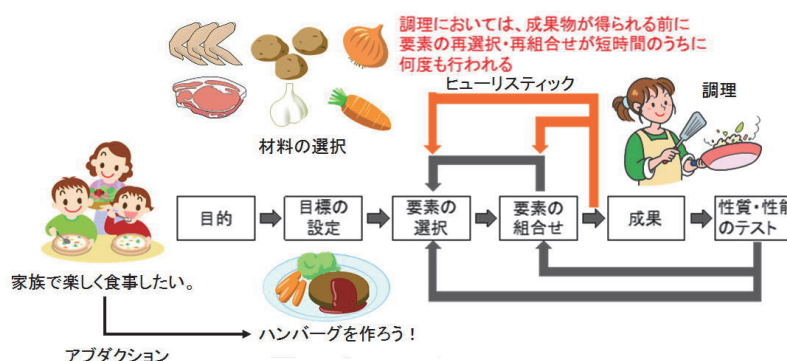 調理においては、成果物が得られる前に
要素の再選択・再組合せが短時間のうちに
何度も行われる
ヒューリスティック
調理
材料の選択
目的
目標の
設定
要素の
選択
要素の
組合せ
成果
性質・性能
のテスト
家族で楽しく食事したい。
ハンバーグを作ろう！
アブダクション